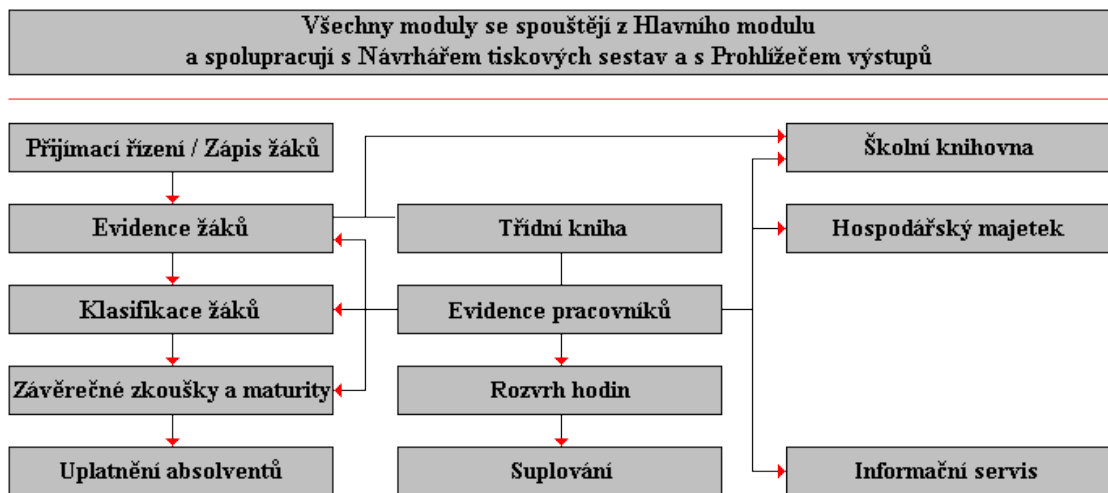 Všechny moduly se spouštějí z Hlavního modulu
a spolupracují s Návrhářem tiskových sestav a s Prohlížečem výstupů
Přijímací řízení / Zápis žáků
Školní knihovna
Evidence žáků
Třídní kniha
Hospodářský majetek
Klasifikace žáků
Evidence pracovníků
Závěrečné zkoušky a maturity
Rozvrh hodin
Uplatnění absolventů
Suplování
Informační servis